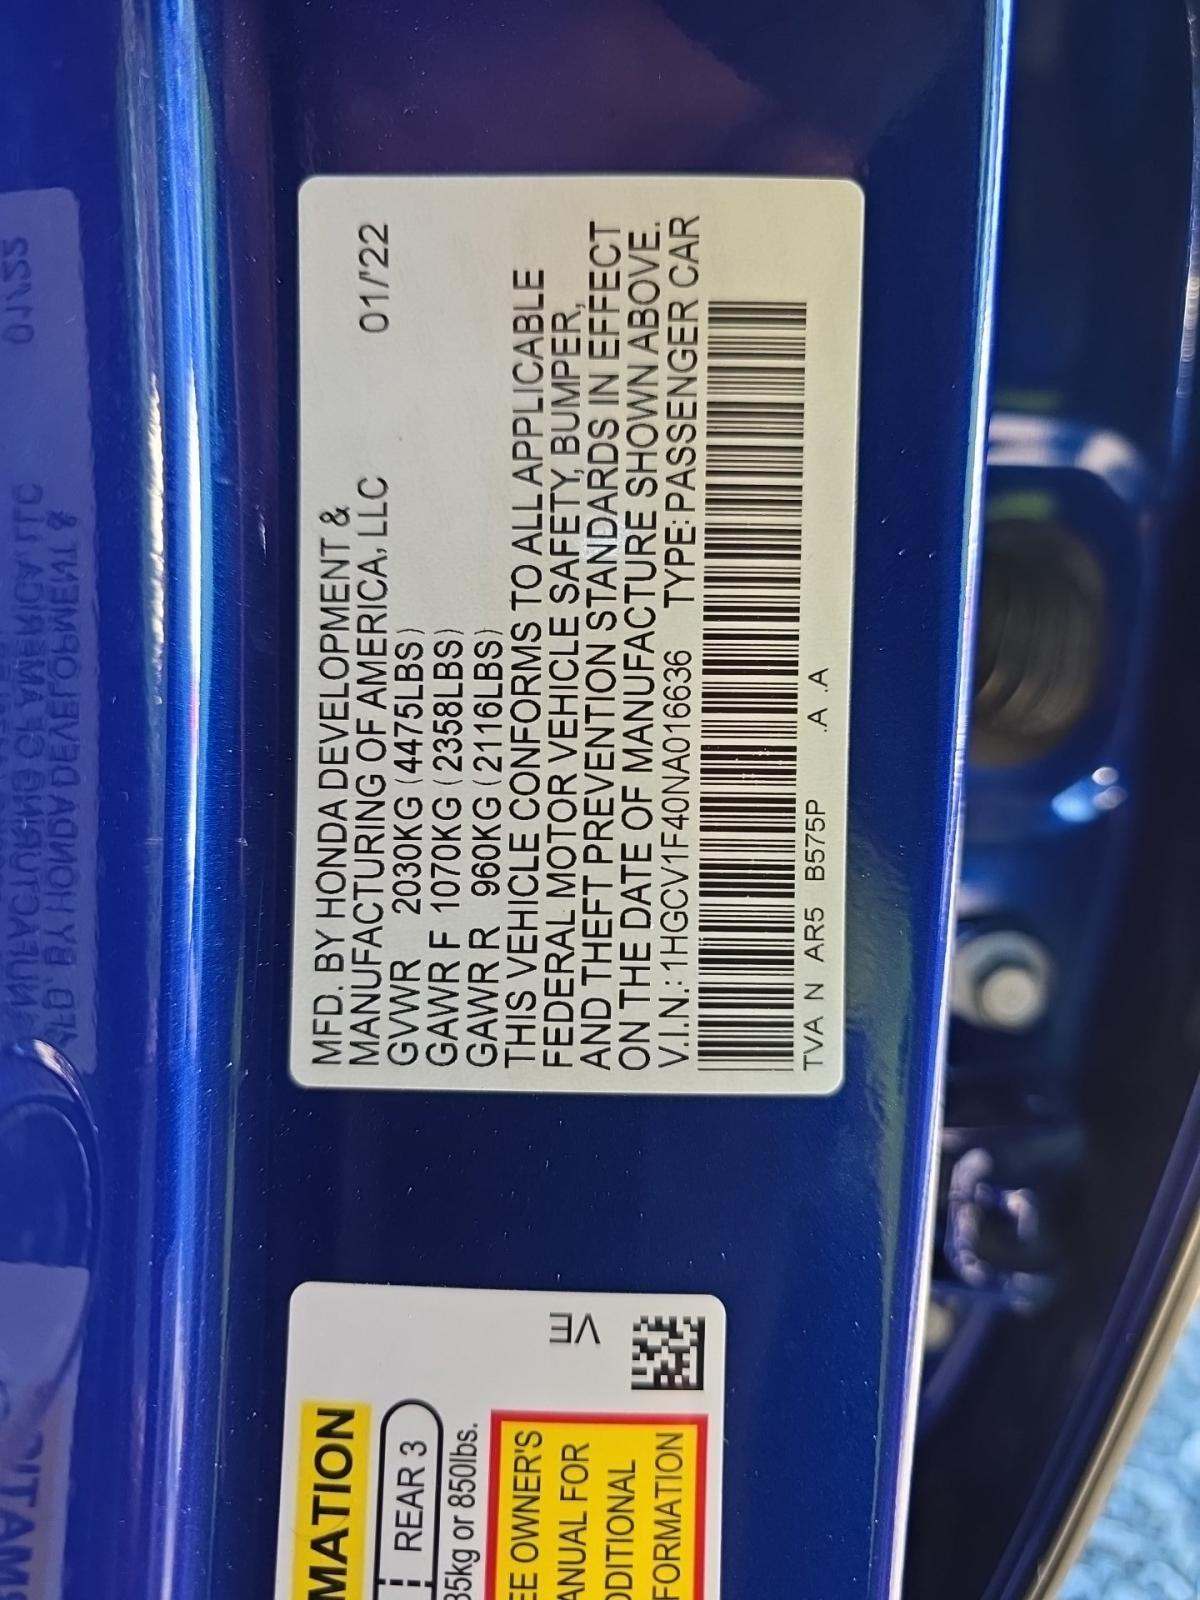 MFD. BY HONDA DEVELOPMENT &
MANUFACTURING OF AMERICA, LLC 01/'22
GVWR 2030KG (4475LBS)
GAWR F 1070KG (2358LBS)
GAWR R 960KG (2116LBS)
THIS VEHICLE CONFORMS TO ALL APPLICABLE
FEDERAL MOTOR VEHICLE SAFETY, BUMPER,
AND THEFT PREVENTION STANDARDS IN EFFECT
ON THE DATE OF MANUFACTURE SHOWN ABOVE.
V.I.N.: 1HGCV1F40NA016636 TYPE: PASSENGER CAR
TVA N AR5 B575P .A .A
MATION
REAR 3
35kg or 850lbs.
EE OWNER'S
ANUAL FOR
DDITIONAL
FORMATION
VE